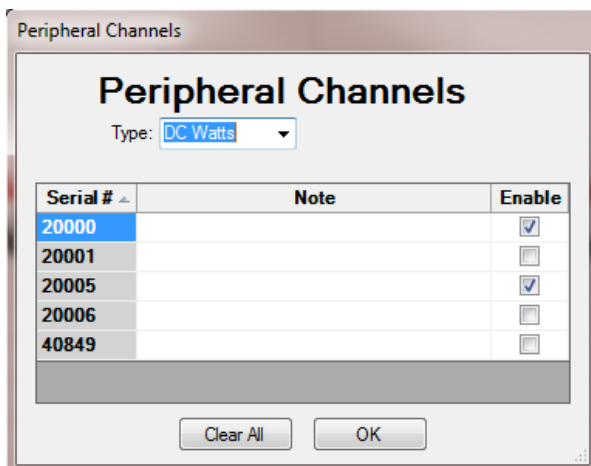 Peripheral Channels
Peripheral Channels
Type: DC Watts
Serial # Note Enable
20000
20001
20005
20006
40849
Clear All OK